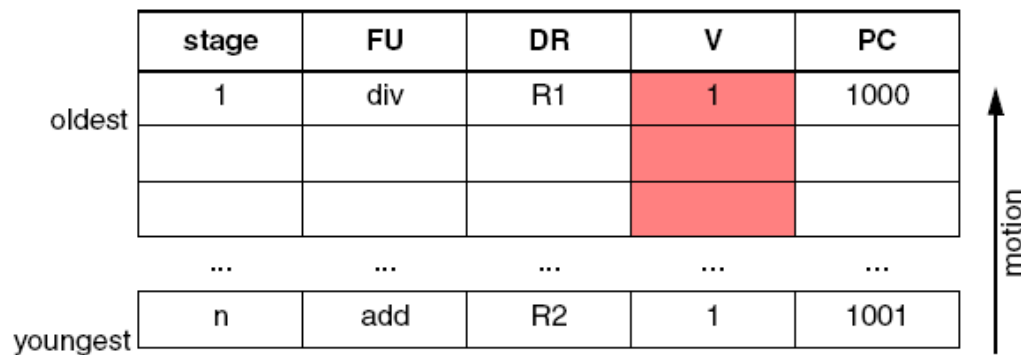 stage FU DR V PC
oldest 1 div R1 1 1000
... ... ... ... ...
youngest n add R2 1 1001
motion